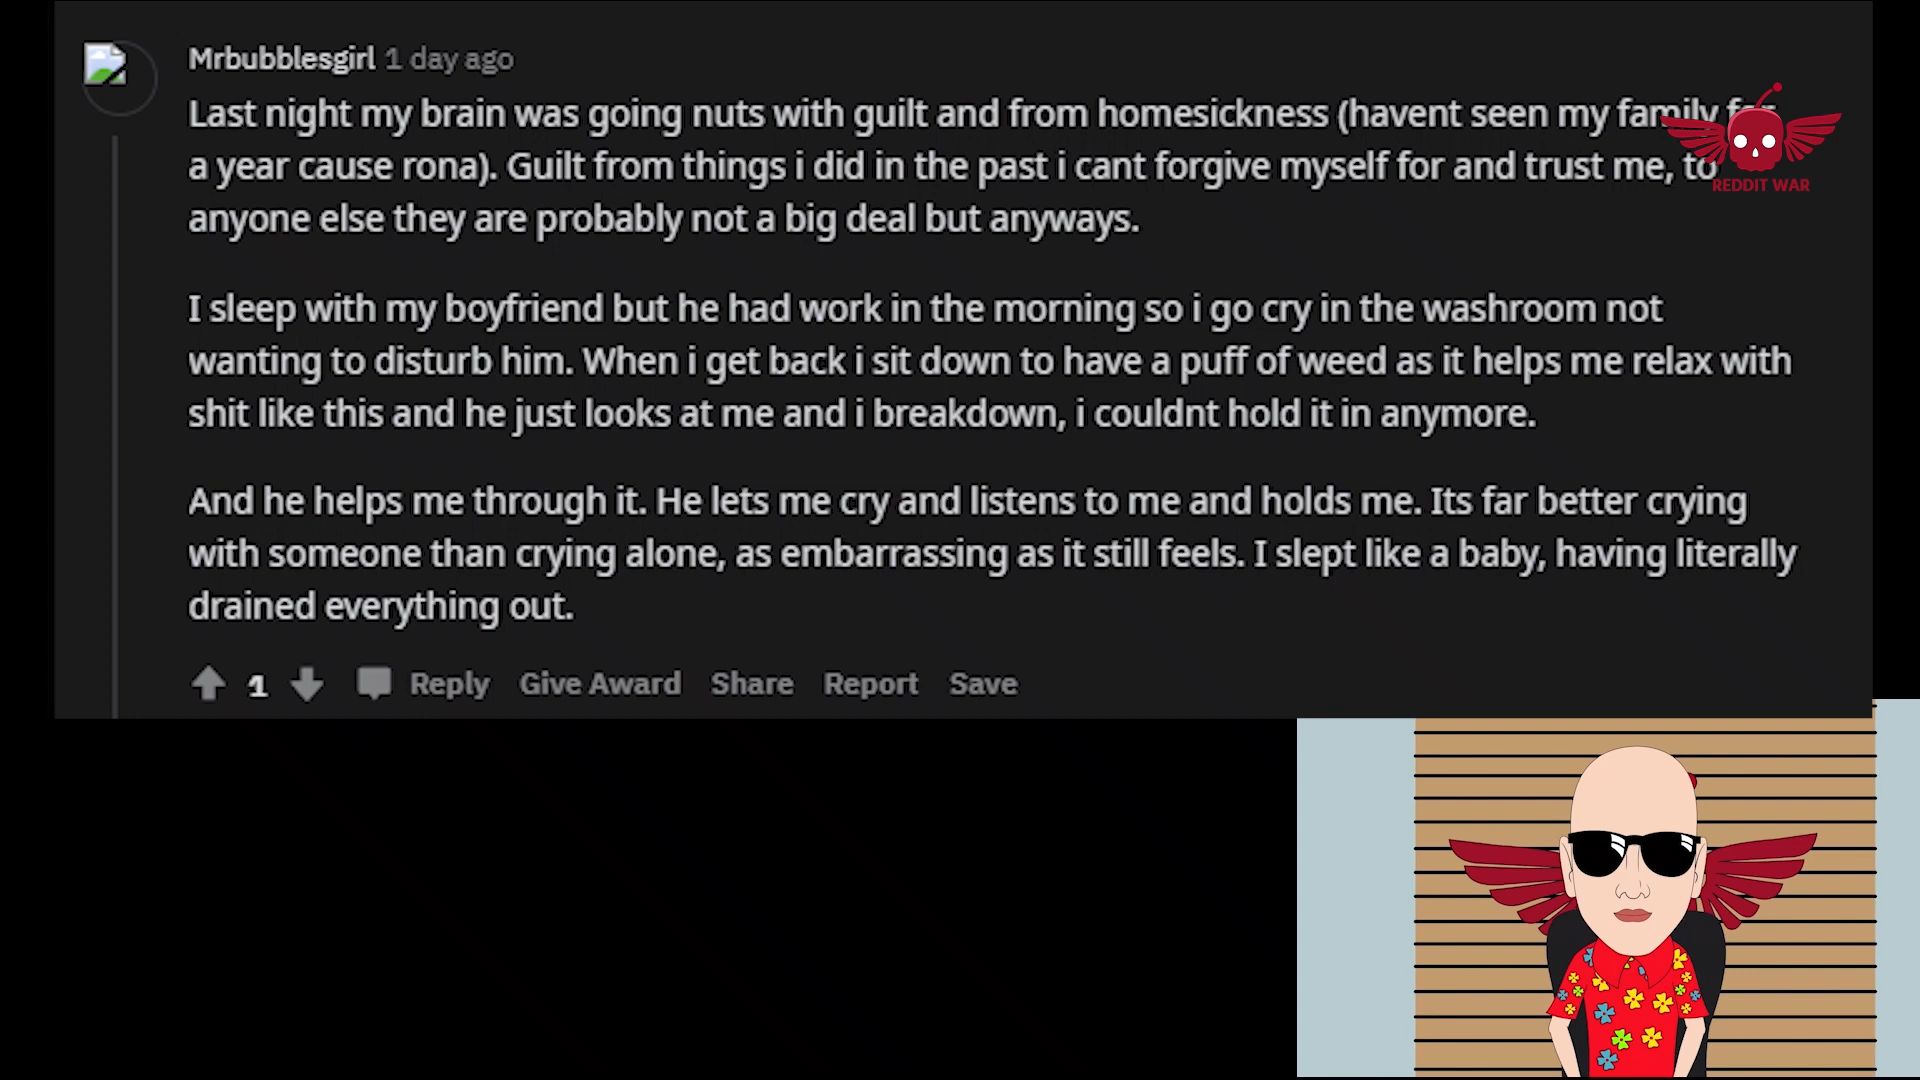 Mrbubblesgirl 1 day ago
Last night my brain was going nuts with guilt and from homesickness (havent seen my family for
a year cause rona). Guilt from things i did in the past i cant forgive myself for and trust me, to
anyone else they are probably not a big deal but anyways.
I sleep with my boyfriend but he had work in the morning so i go cry in the washroom not
wanting to disturb him. When i get back i sit down to have a puff of weed as it helps me relax with
shit like this and he just looks at me and i breakdown, i couldnt hold it in anymore.
And he helps me through it. He lets me cry and listens to me and holds me. Its far better crying
with someone than crying alone, as embarrassing as it still feels. I slept like a baby, having literally
drained everything out.
1 Reply Give Award Share Report Save
REDDIT WAR